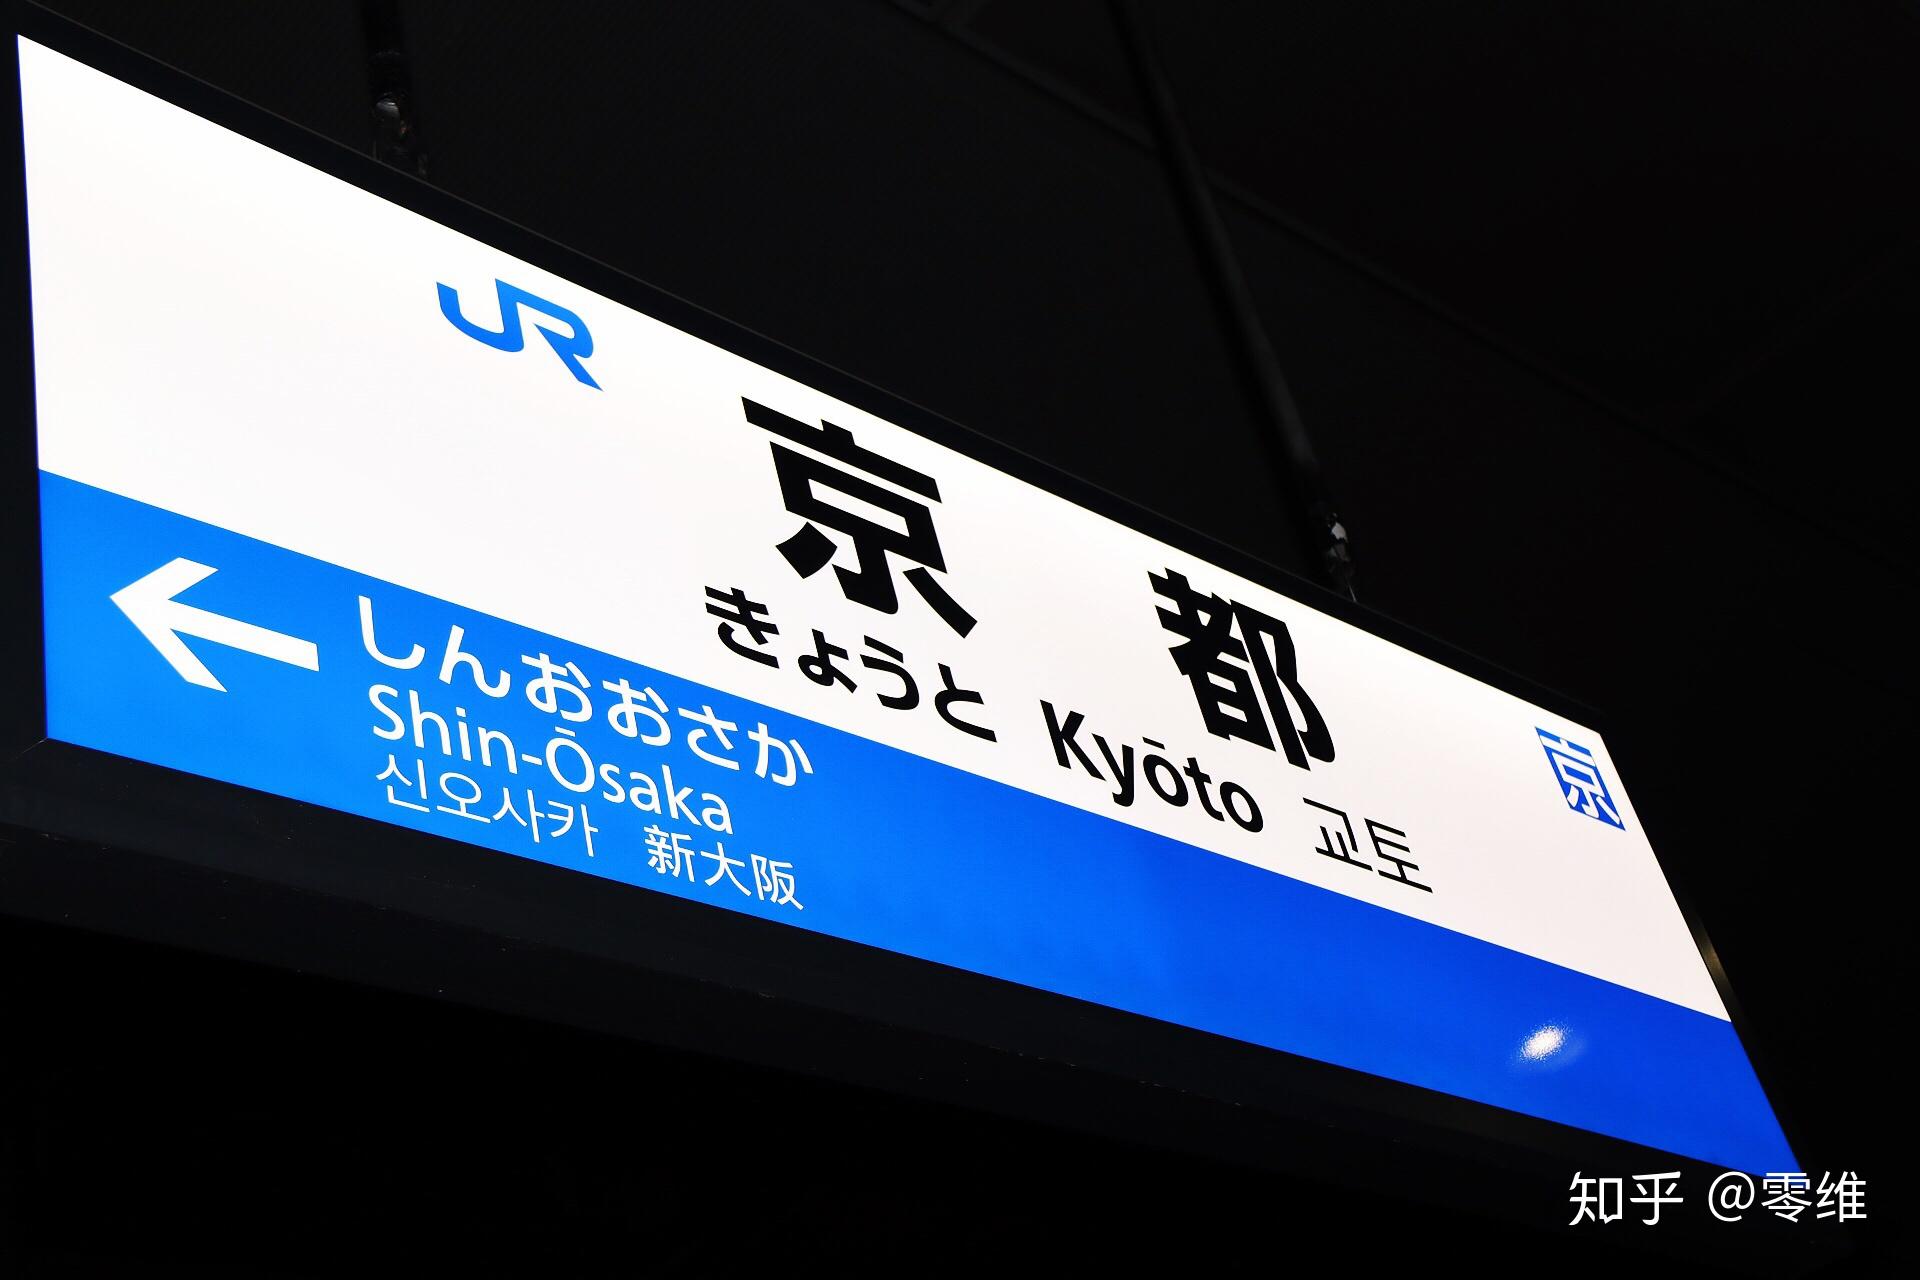 JR
京都
きょうと Kyōto 교토
京
しんおおさか
Shin-Ōsaka
신오사카 新大阪
知乎 @零维